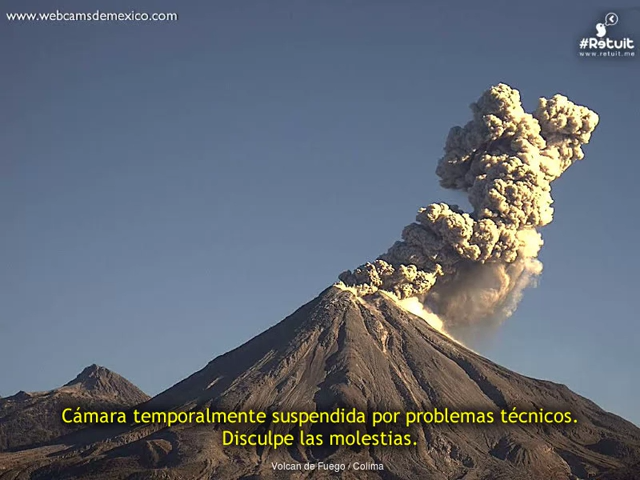 www.webcamsdemexico.com
#Retuit
www.retuit.me
Cámara temporalmente suspendida por problemas técnicos.
Disculpe las molestias.
Volcan de Fuego / Colima